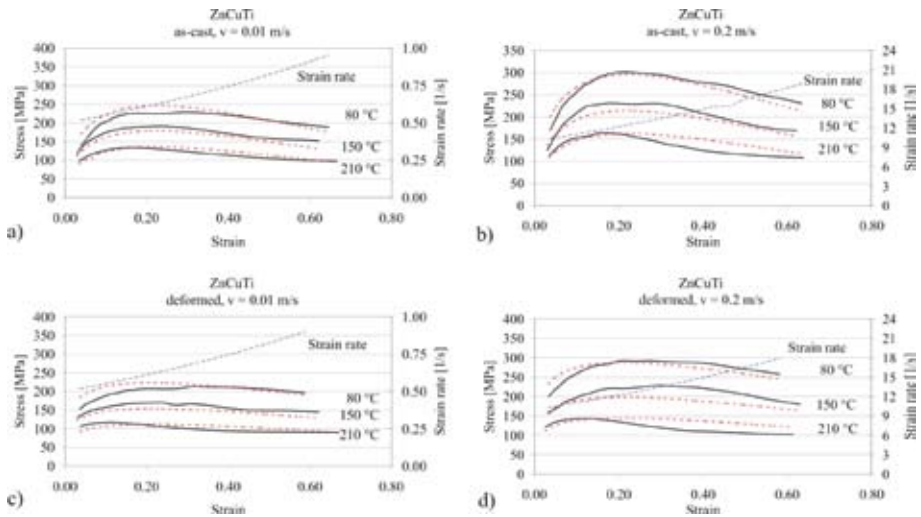 ZnCuTi
as-cast, v = 0.01 m/s
400
350
300
250
200
150
100
50
0
Stress [MPa]
1.00
0.75
0.50
0.25
0.00
Strain rate [1/s]
Strain rate
80 °C
150 °C
210 °C
0.00 0.20 0.40 0.60 0.80
Strain
a)
ZnCuTi
as-cast, v = 0.2 m/s
350
300
250
200
150
100
50
0
Stress [MPa]
24
21
18
15
12
9
6
3
0
Strain rate [1/s]
Strain rate
80 °C
150 °C
210 °C
0.00 0.20 0.40 0.60 0.80
Strain
b)
ZnCuTi
deformed, v = 0.01 m/s
400
350
300
250
200
150
100
50
0
Stress [MPa]
1.00
0.75
0.50
0.25
0.00
Strain rate [1/s]
Strain rate
80 °C
150 °C
210 °C
0.00 0.20 0.40 0.60 0.80
Strain
c)
ZnCuTi
deformed, v = 0.2 m/s
400
350
300
250
200
150
100
50
0
Stress [MPa]
24
21
18
15
12
9
6
3
0
Strain rate [1/s]
Strain rate
80 °C
150 °C
210 °C
0.00 0.20 0.40 0.60 0.80
Strain
d)